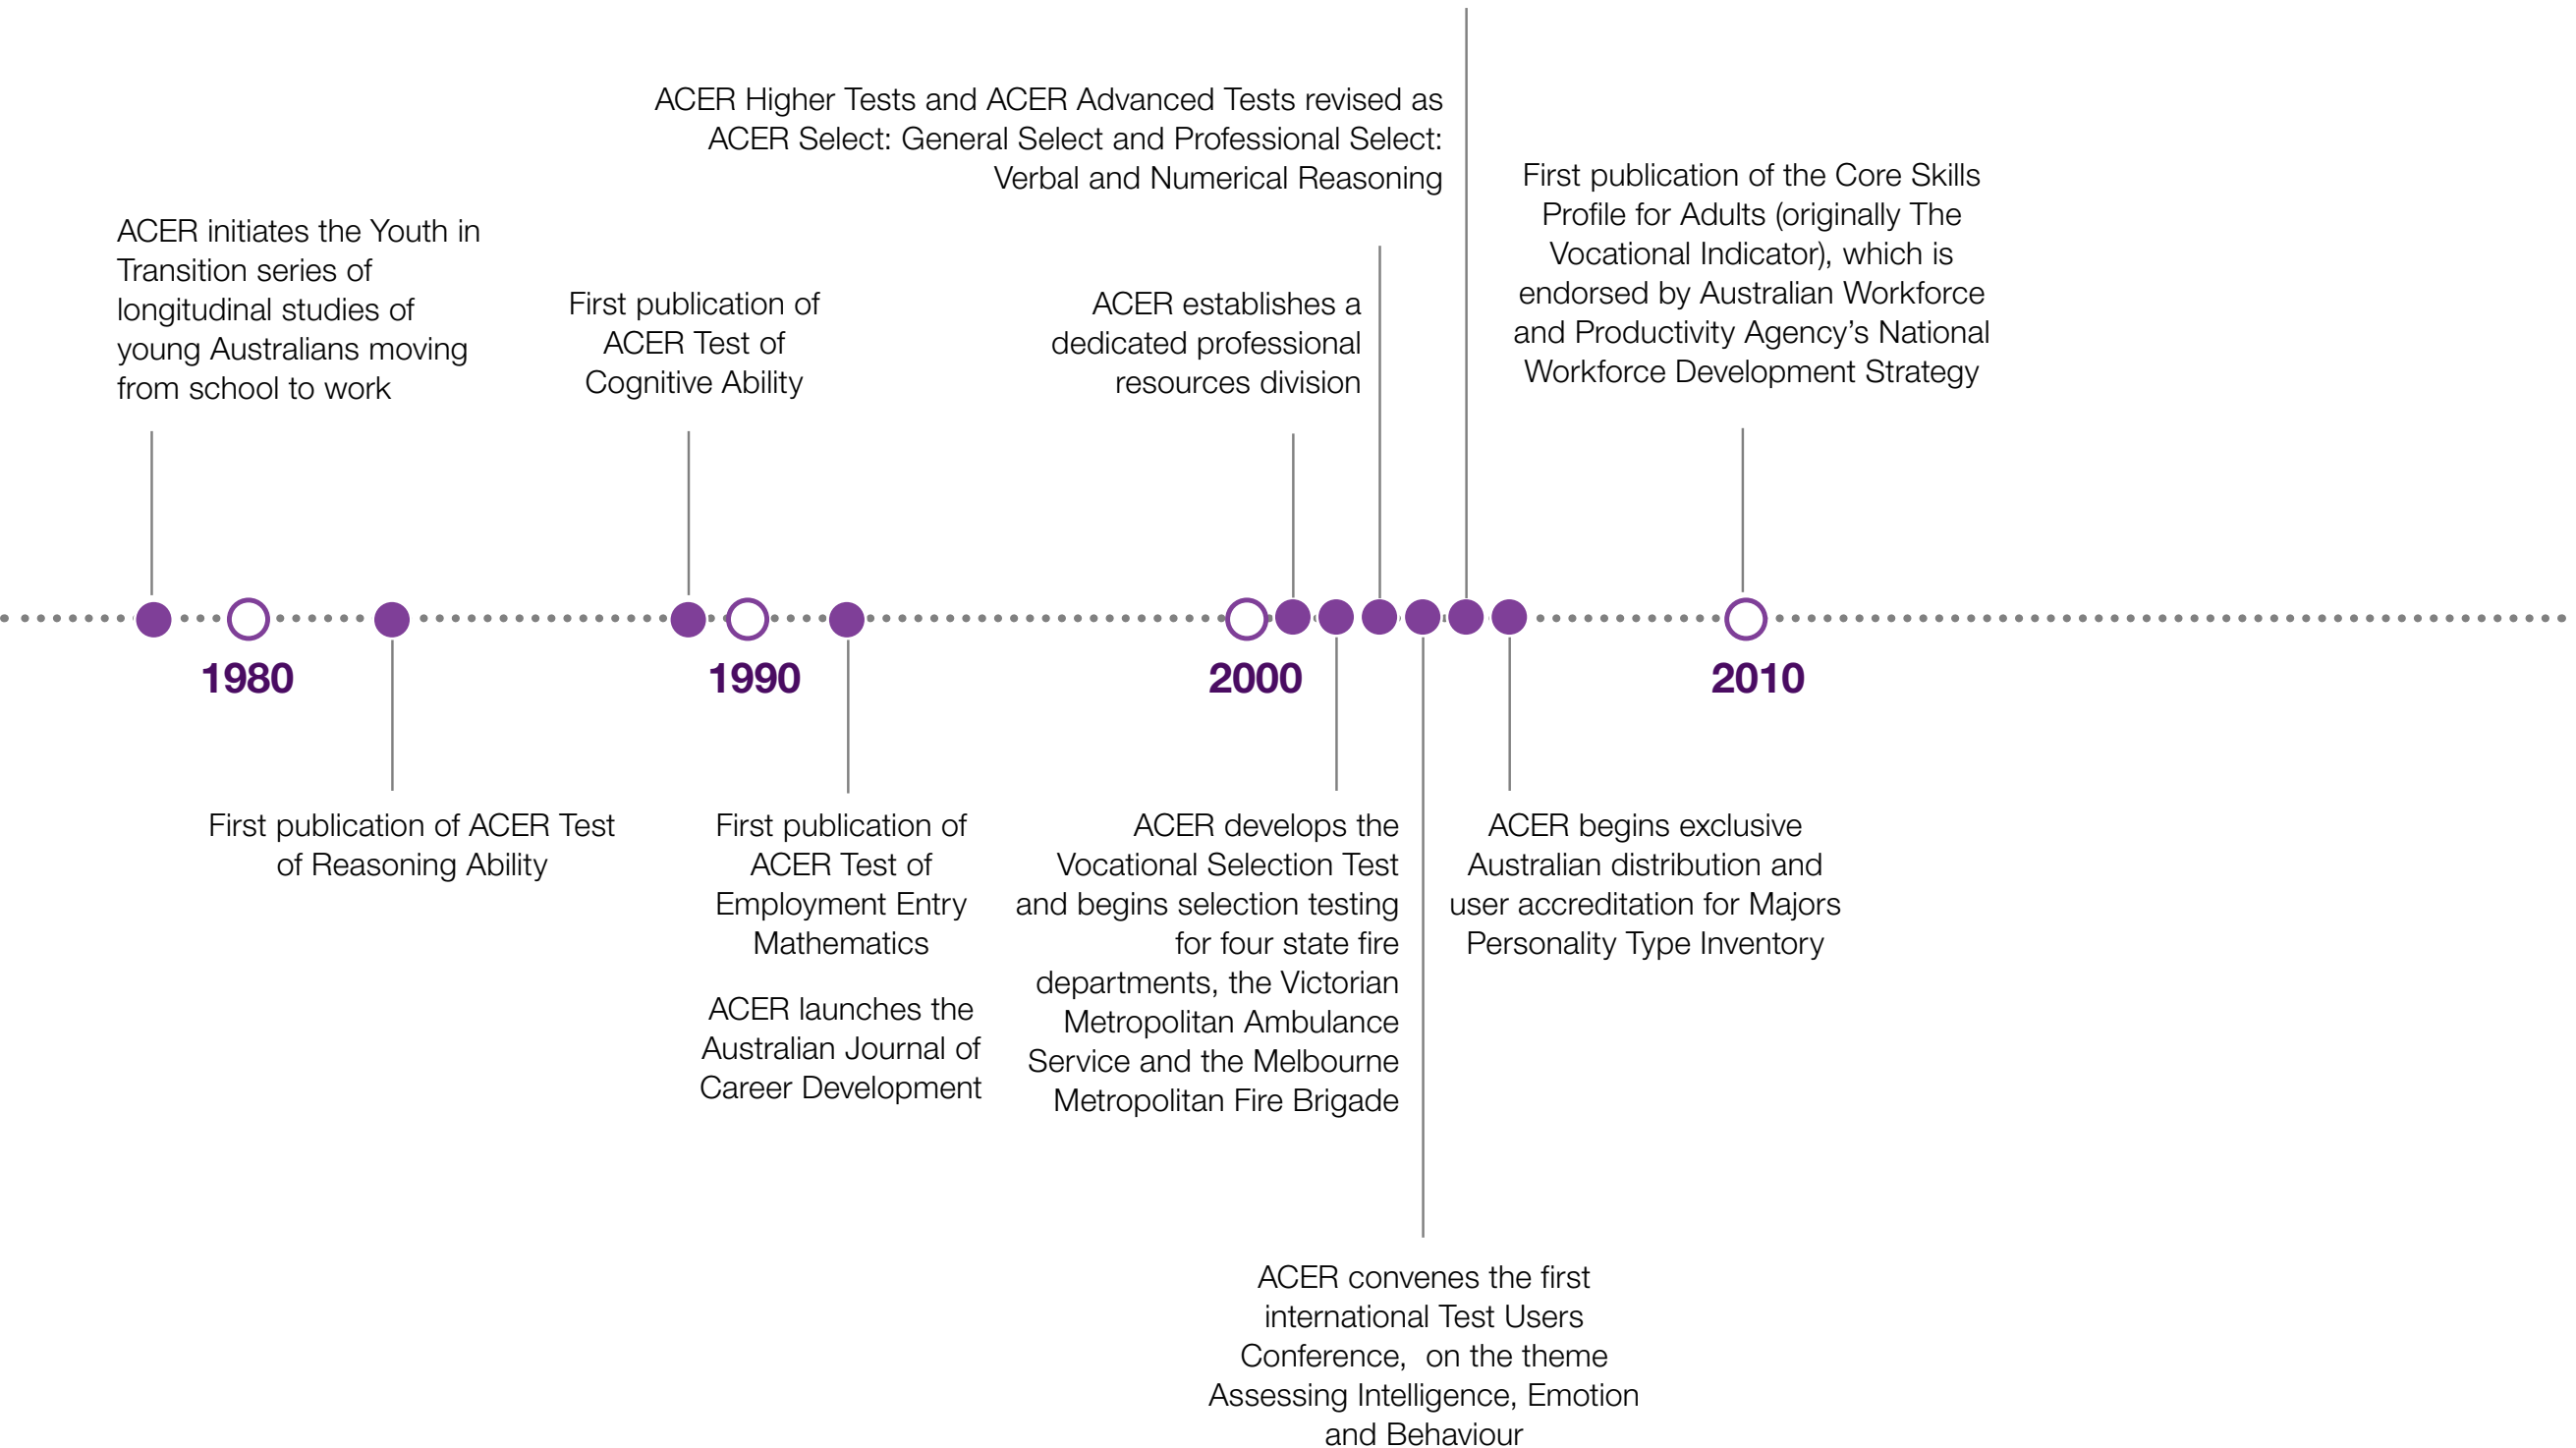 ACER Higher Tests and ACER Advanced Tests revised as
ACER Select: General Select and Professional Select:
Verbal and Numerical Reasoning
First publication of the Core Skills
Profile for Adults (originally The
Vocational Indicator), which is
endorsed by Australian Workforce
and Productivity Agency’s National
Workforce Development Strategy
ACER initiates the Youth in
Transition series of
longitudinal studies of
young Australians moving
from school to work
First publication of
ACER Test of
Cognitive Ability
ACER establishes a
dedicated professional
resources division
1980
1990
2000
2010
First publication of ACER Test
of Reasoning Ability
First publication of
ACER Test of
Employment Entry
Mathematics
ACER launches the
Australian Journal of
Career Development
ACER develops the
Vocational Selection Test
and begins selection testing
for four state fire
departments, the Victorian
Metropolitan Ambulance
Service and the Melbourne
Metropolitan Fire Brigade
ACER begins exclusive
Australian distribution and
user accreditation for Majors
Personality Type Inventory
ACER convenes the first
international Test Users
Conference,  on the theme
Assessing Intelligence, Emotion
and Behaviour